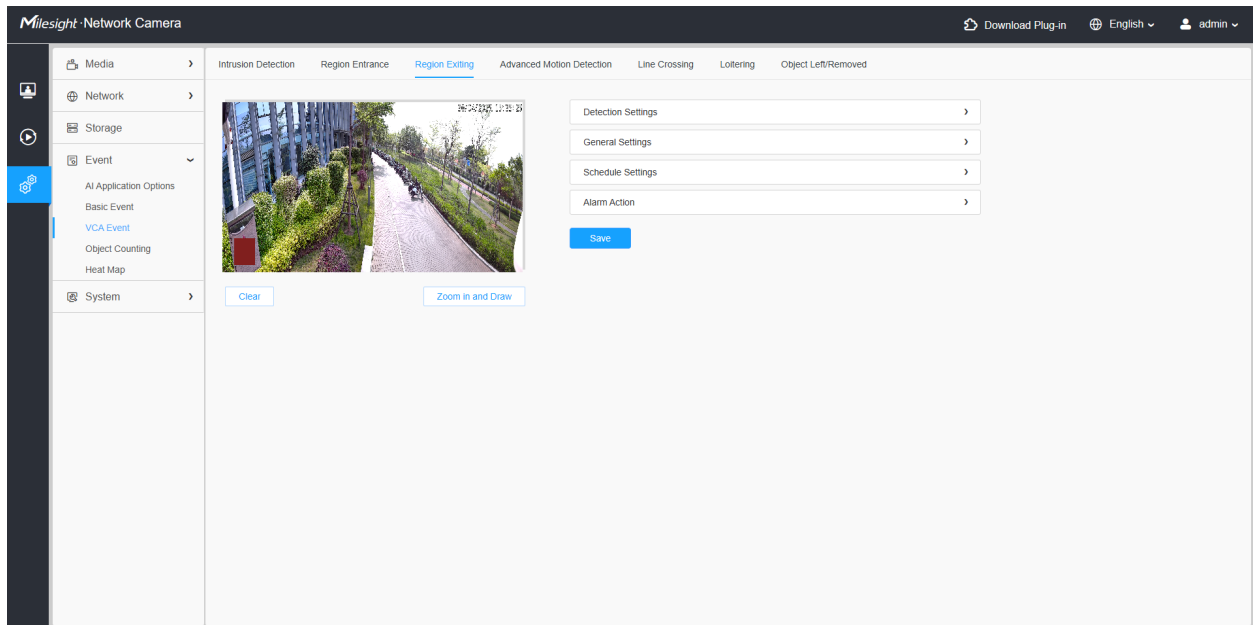 Milesight · Network Camera
Download Plug-in
English
admin
Media
Network
Storage
Event
AI Application Options
Basic Event
VCA Event
Object Counting
Heat Map
System
Intrusion Detection
Region Entrance
Region Exiting
Advanced Motion Detection
Line Crossing
Loitering
Object Left/Removed
Clear
Zoom in and Draw
Detection Settings
General Settings
Schedule Settings
Alarm Action
Save